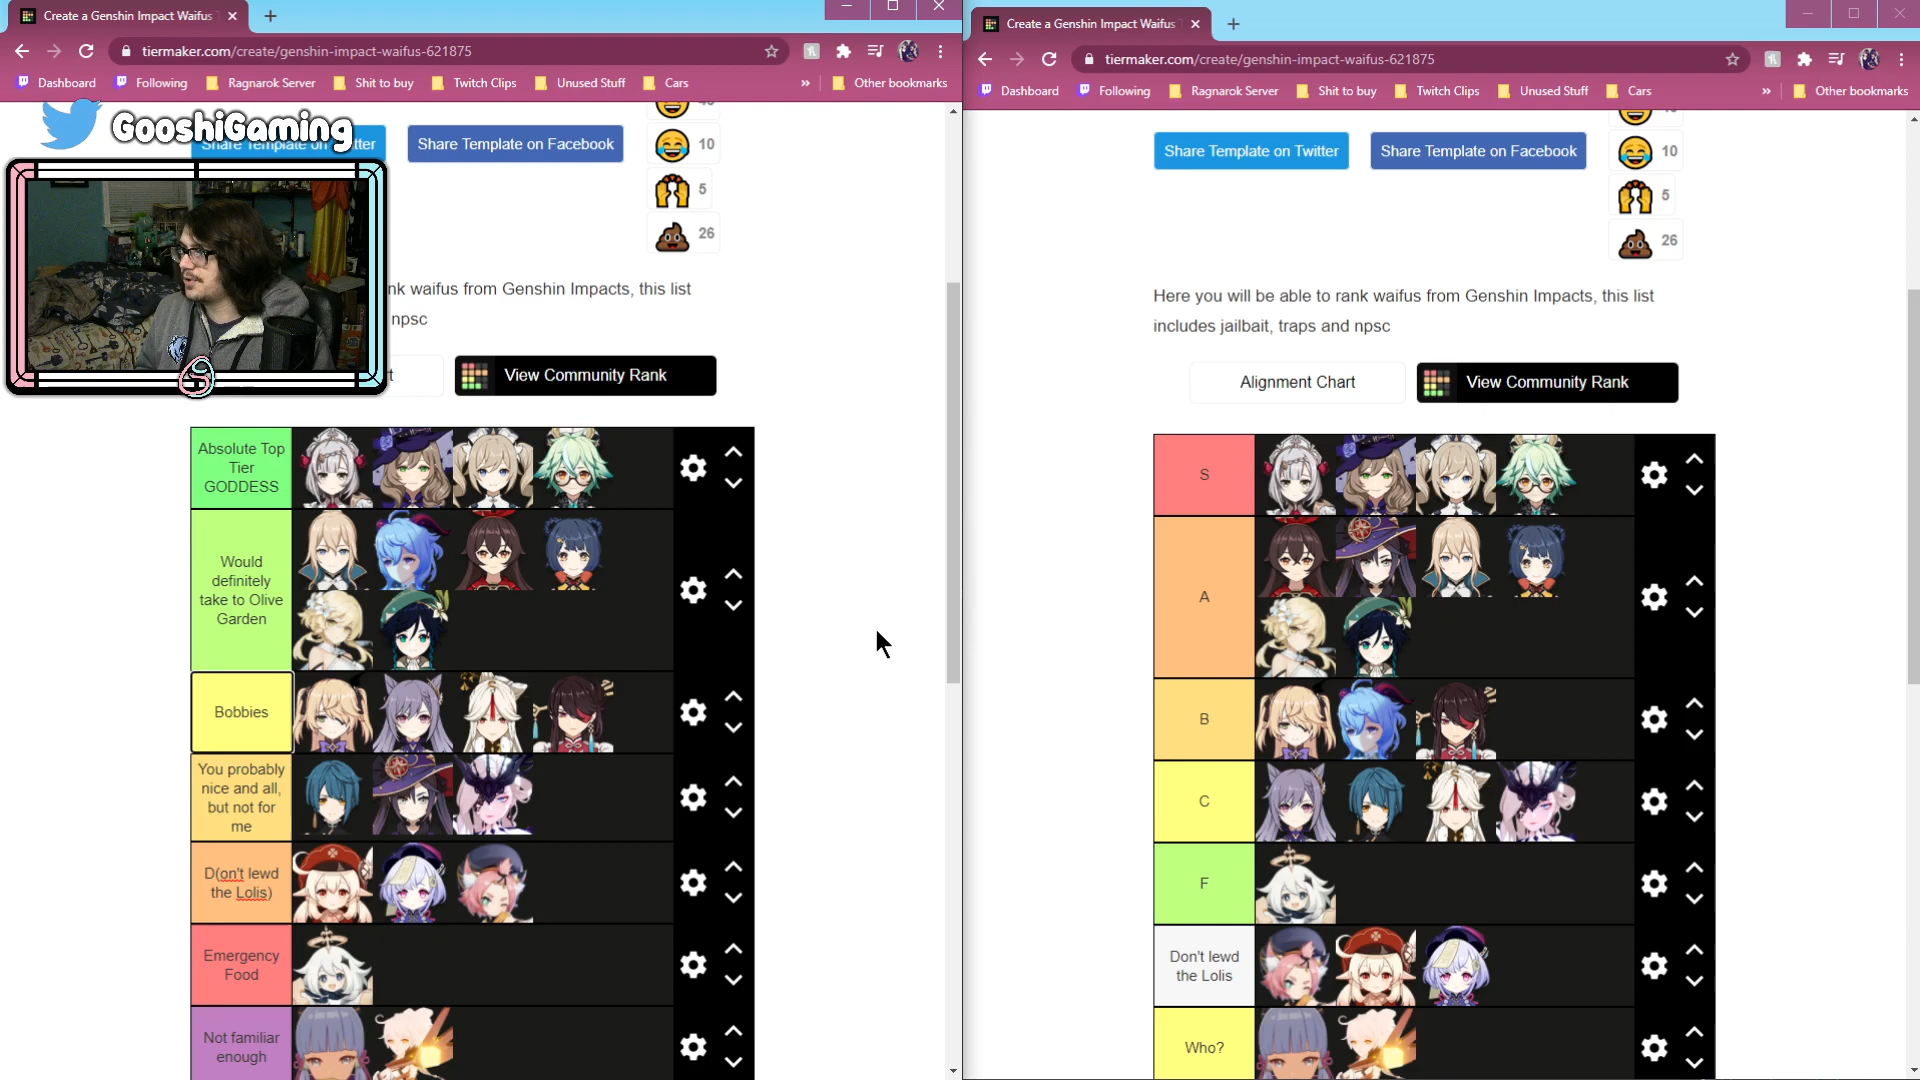 Create a Genshin Impact Waifus
tiermaker.com/create/genshin-impact-waifus-621875
Dashboard
Following
Ragnarok Server
Shit to buy
Twitch Clips
Unused Stuff
Cars
»
Other bookmarks
GooshiGaming
Share Template on Twitter
Share Template on Facebook
10
5
26
nk waifus from Genshin Impacts, this list
npsc
View Community Rank
Absolute Top
Tier
GODDESS
Would
definitely
take to Olive
Garden
Bobbies
You probably
nice and all,
but not for
me
D(on't lewd
the Lolis)
Emergency
Food
Not familiar
enough
Create a Genshin Impact Waifus
tiermaker.com/create/genshin-impact-waifus-621875
Dashboard
Following
Ragnarok Server
Shit to buy
Twitch Clips
Unused Stuff
Cars
»
Other bookmarks
Share Template on Twitter
Share Template on Facebook
10
5
26
Here you will be able to rank waifus from Genshin Impacts, this list
includes jailbait, traps and npsc
Alignment Chart
View Community Rank
S
A
B
C
F
Don't lewd
the Lolis
Who?